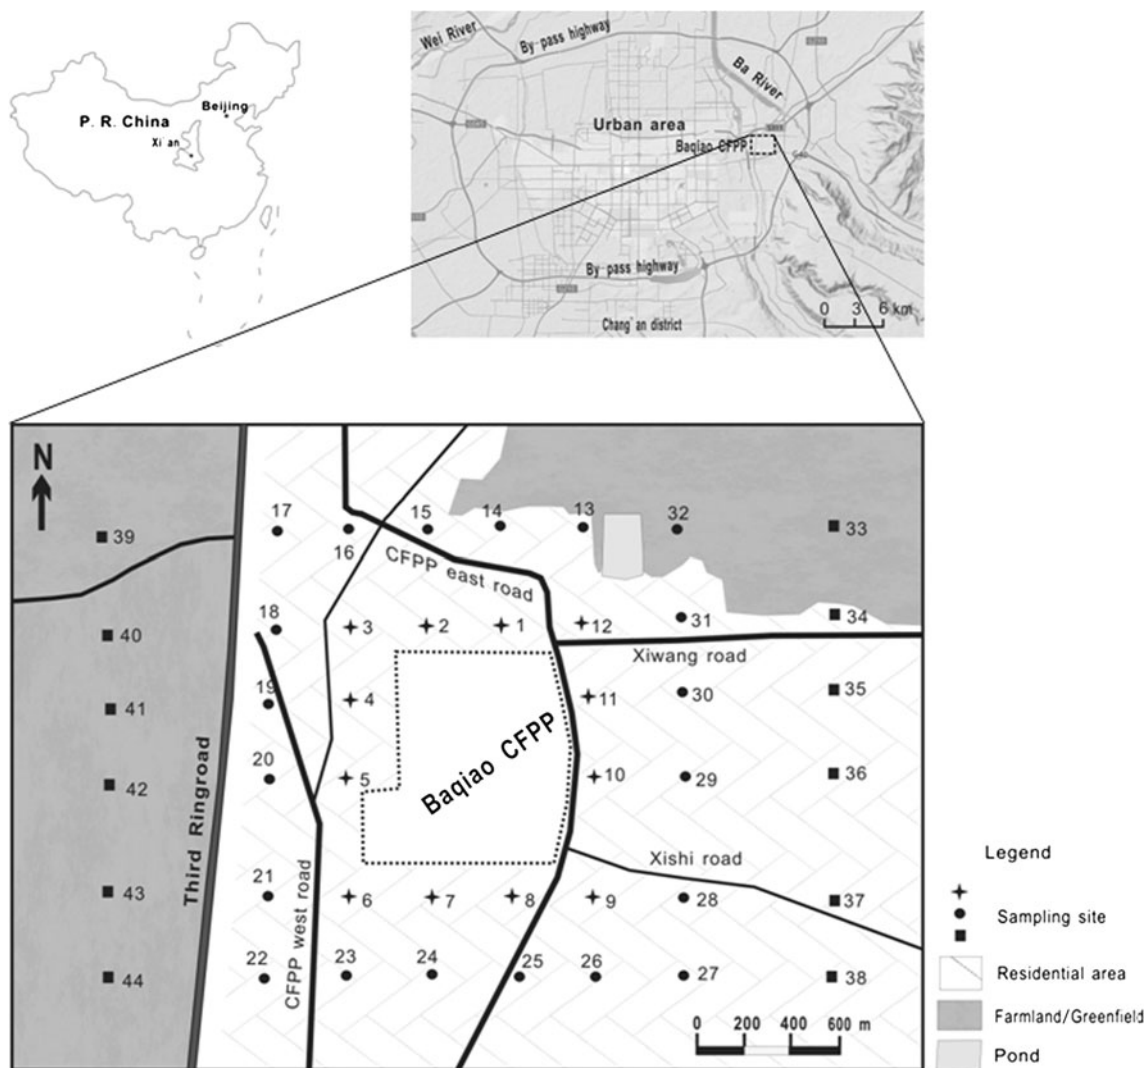 Beijing
P. R. China
Xi'an
Wei River
By-pass highway
Ba River
Urban area
Baqiao CFPP
By-pass highway
0 3 6 km
Chang'an district
N
17
16
15
14
13
32
33
39
CFPP east road
18
3
2
1
12
31
34
40
Xiwang road
19
4
11
30
35
41
Third Ringroad
20
5
Baqiao CFPP
10
29
36
42
Xishi road
21
6
7
8
9
28
37
43
CFPP west road
22
23
24
25
26
27
38
44
0 200 400 600 m
Legend
Sampling site
Residential area
Farmland/Greenfield
Pond